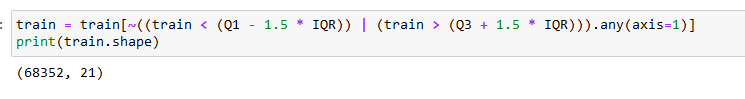 : train = train[~((train < (Q1 - 1.5 * IQR)) | (train > (Q3 + 1.5 * IQR))).any(axis=1)]
print(train.shape)
(68352, 21)